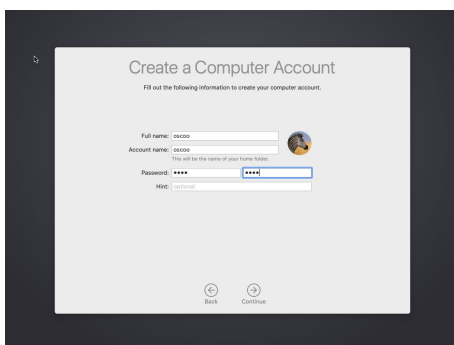 Create a Computer Account
Fill out the following information to create your computer account.
Full name: oscoo
Account name: oscoo
This will be the name of your home folder.
Password: •••• ••••
Hint: optional
Back Continue